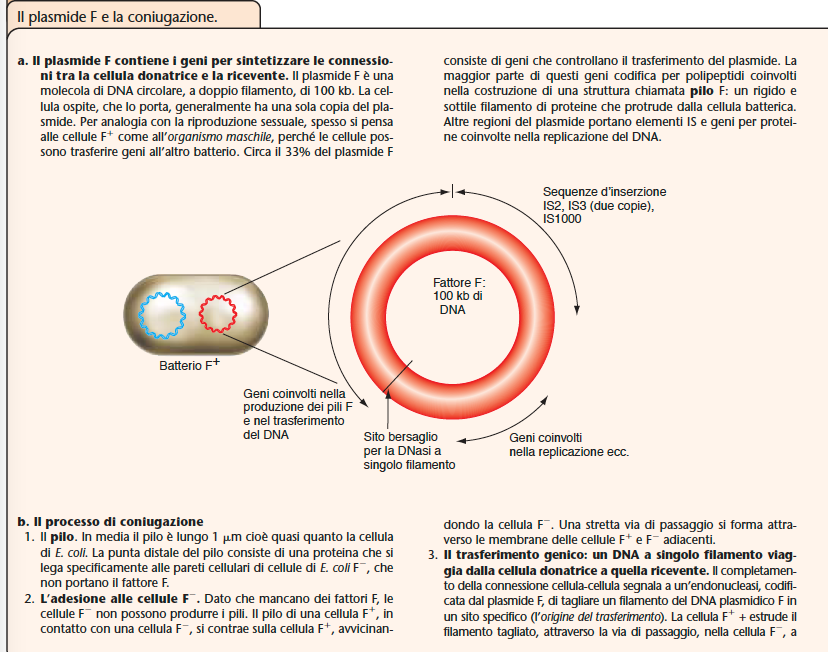 Il plasmide F e la coniugazione.
a. Il plasmide F contiene i geni per sintetizzare le connessio-
ni tra la cellula donatrice e la ricevente. Il plasmide F è una
molecola di DNA circolare, a doppio filamento, di 100 kb. La cel-
lula ospite, che lo porta, generalmente ha una sola copia del pla-
smide. Per analogia con la riproduzione sessuale, spesso si pensa
alle cellule F⁺ come all'organismo maschile, perché le cellule pos-
sono trasferire geni all'altro batterio. Circa il 33% del plasmide F
consiste di geni che controllano il trasferimento del plasmide. La
maggior parte di questi geni codifica per polipeptidi coinvolti
nella costruzione di una struttura chiamata pilo F: un rigido e
sottile filamento di proteine che protrude dalla cellula batterica.
Altre regioni del plasmide portano elementi IS e geni per protei-
ne coinvolte nella replicazione del DNA.
Sequenze d'inserzione
IS2, IS3 (due copie),
IS1000
Fattore F:
100 kb di
DNA
Batterio F⁺
Geni coinvolti nella
produzione dei pili F
e nel trasferimento
del DNA
Sito bersaglio
per la DNasi a
singolo filamento
Geni coinvolti
nella replicazione ecc.
b. Il processo di coniugazione
1. Il pilo. In media il pilo è lungo 1 μm cioè quasi quanto la cellula
di E. coli. La punta distale del pilo consiste di una proteina che si
lega specificamente alle pareti cellulari di cellule di E. coli F⁻, che
non portano il fattore F.
2. L'adesione alle cellule F⁻. Dato che mancano dei fattori F, le
cellule F⁻ non possono produrre i pili. Il pilo di una cellula F⁺, in
contatto con una cellula F⁻, si contrae sulla cellula F⁺, avvicinan-
dondo la cellula F⁻. Una stretta via di passaggio si forma attra-
verso le membrane delle cellule F⁺ e F⁻ adiacenti.
3. Il trasferimento genico: un DNA a singolo filamento viag-
gia dalla cellula donatrice a quella ricevente. Il completamen-
to della connessione cellula-cellula segnala a un'endonucleasi, codifi-
cata dal plasmide F, di tagliare un filamento del DNA plasmidico F in
un sito specifico (l'origine del trasferimento). La cellula F⁺ + estrude il
filamento tagliato, attraverso la via di passaggio, nella cellula F⁻, a